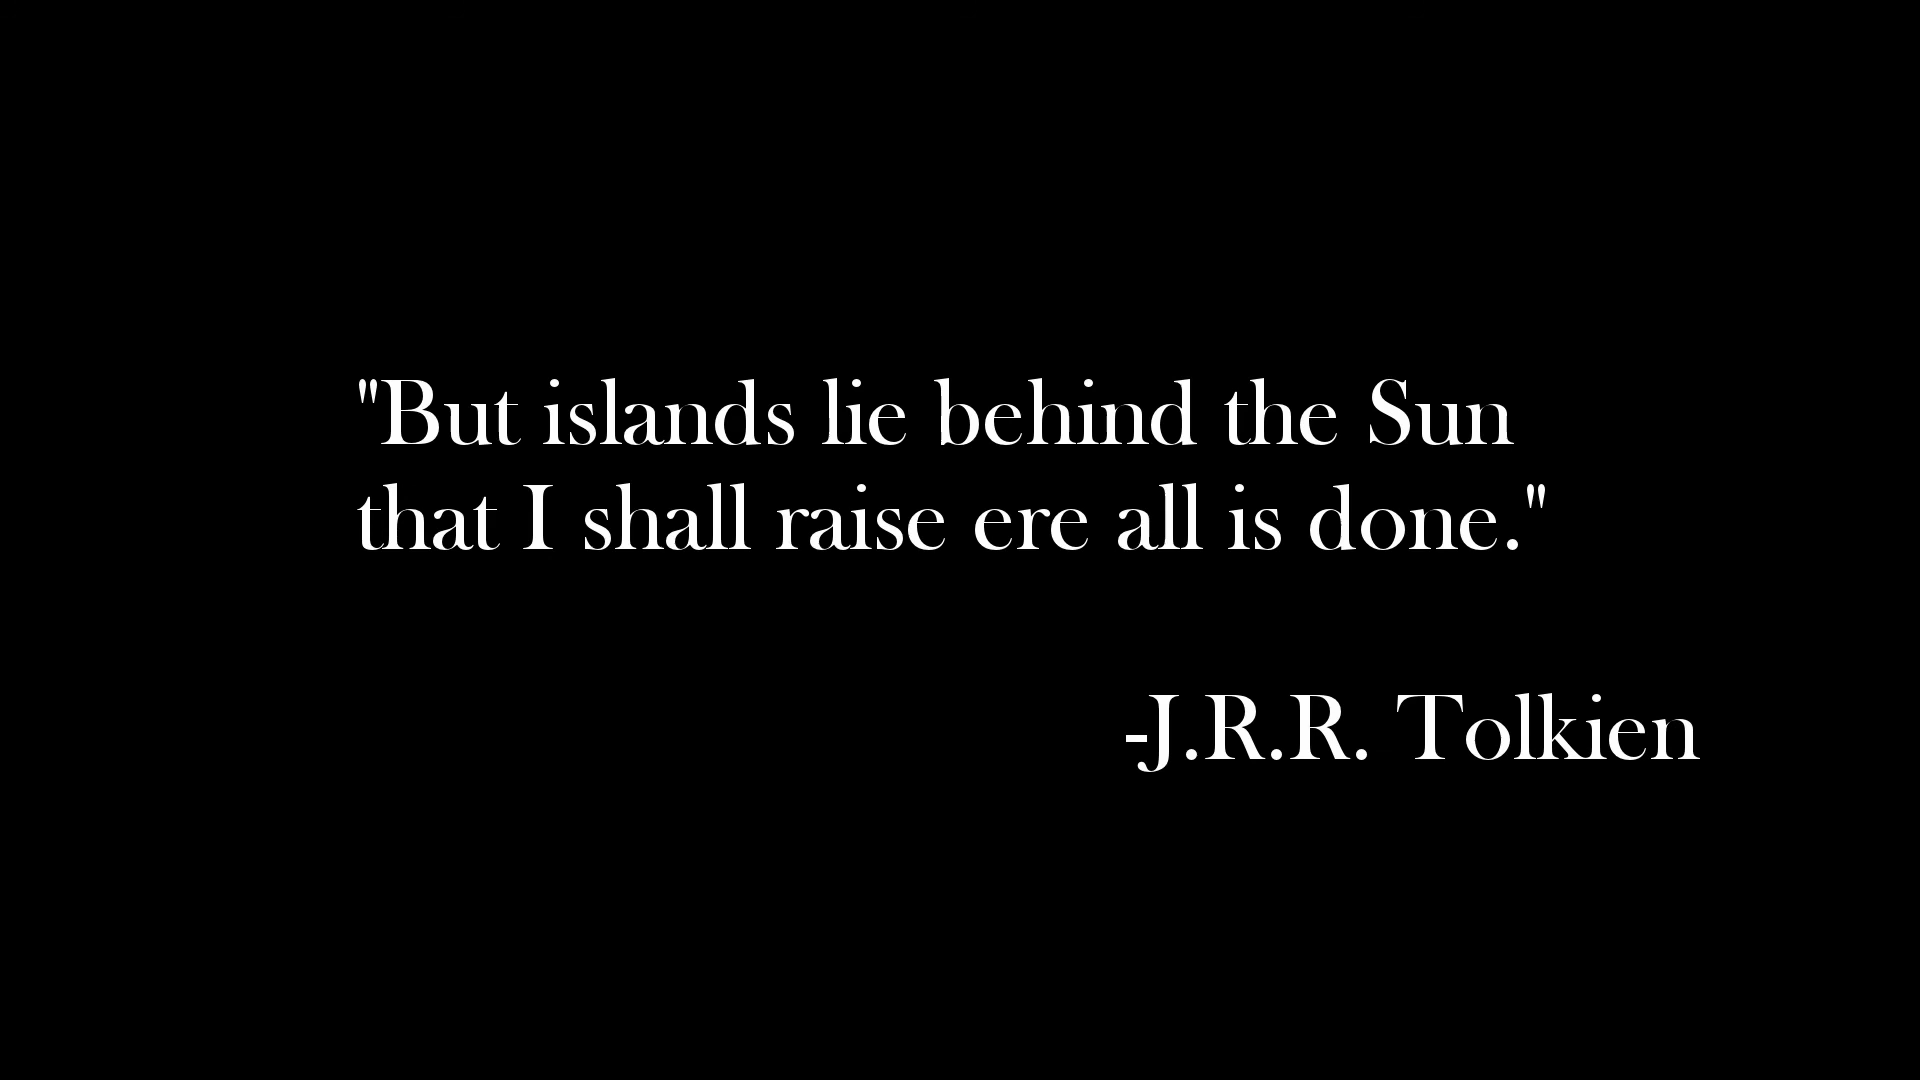 "But islands lie behind the Sun
that I shall raise ere all is done."
-J.R.R. Tolkien